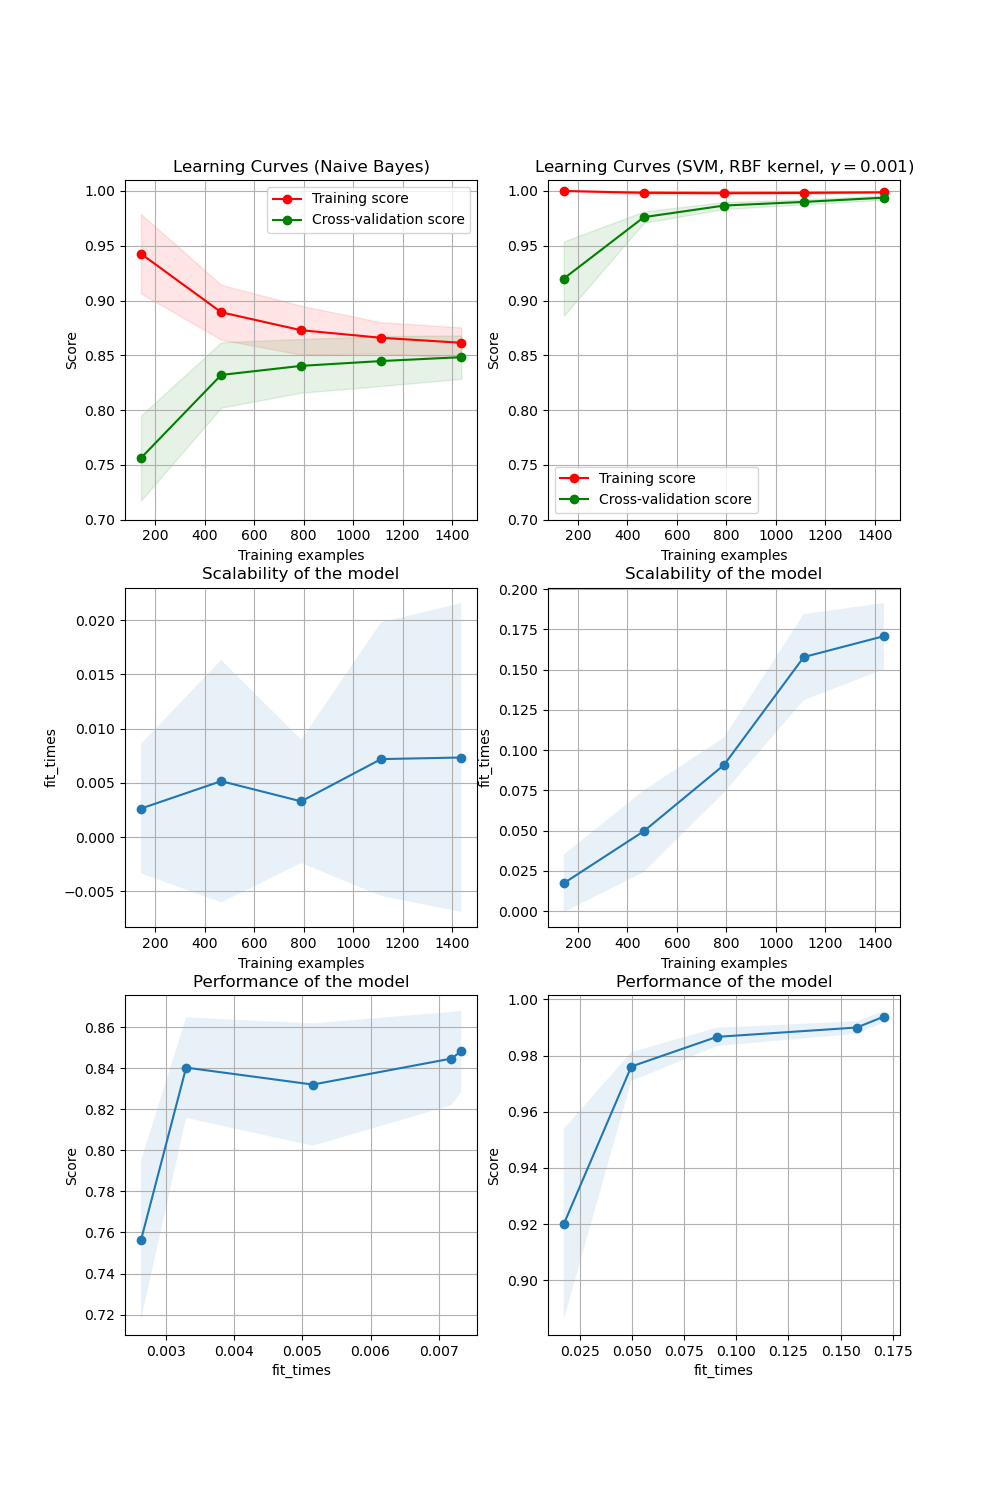 Learning Curves (Naive Bayes)
1.00
0.95
0.90
0.85
0.80
0.75
0.70
Score
Training score
Cross-validation score
200 400 600 800 1000 1200 1400
Training examples
Learning Curves (SVM, RBF kernel, γ = 0.001)
1.00
0.95
0.90
0.85
0.80
0.75
0.70
Score
Training score
Cross-validation score
200 400 600 800 1000 1200 1400
Training examples
Scalability of the model
0.020
0.015
0.010
0.005
0.000
−0.005
fit_times
200 400 600 800 1000 1200 1400
Training examples
Scalability of the model
0.200
0.175
0.150
0.125
0.100
0.075
0.050
0.025
0.000
fit_times
200 400 600 800 1000 1200 1400
Training examples
Performance of the model
0.86
0.84
0.82
0.80
0.78
0.76
0.74
0.72
Score
0.003 0.004 0.005 0.006 0.007
fit_times
Performance of the model
1.00
0.98
0.96
0.94
0.92
0.90
Score
0.025 0.050 0.075 0.100 0.125 0.150 0.175
fit_times